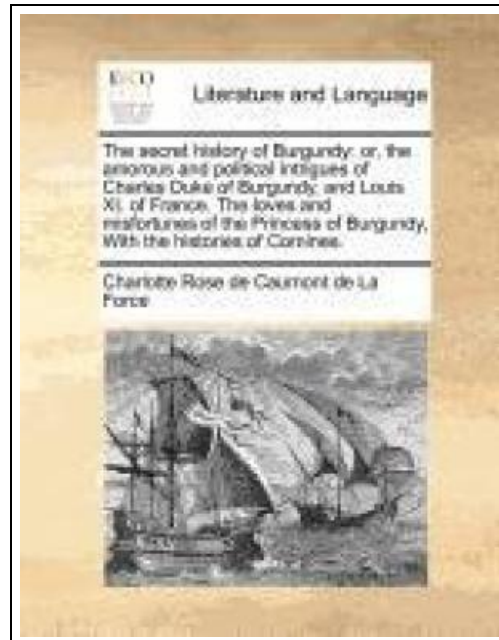 ECCO
Literature and Language
The secret history of Burgundy: or, the
amorous and political intrigues of
Charles Duke of Burgundy, and Louis
XI. of France. The loves and
misfortunes of the Princess of Burgundy,
With the histories of Comines.
Charlotte Rose de Caumont de La
Force